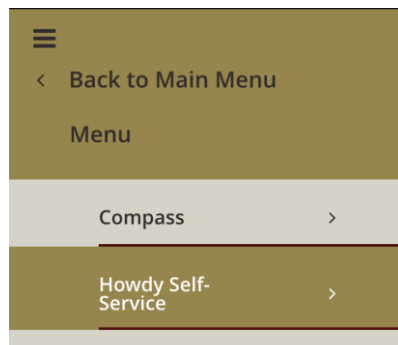 Back to Main Menu
Menu
Compass
Howdy Self-
Service